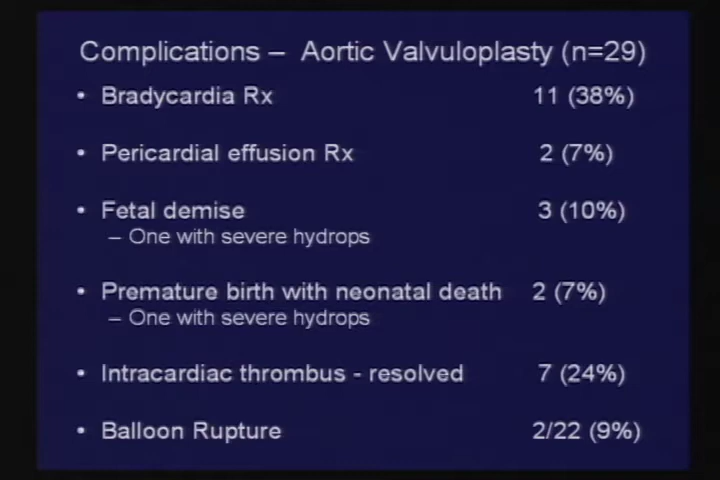 Complications – Aortic Valvuloplasty (n=29)
• Bradycardia Rx 11 (38%)
• Pericardial effusion Rx 2 (7%)
• Fetal demise 3 (10%)
– One with severe hydrops
• Premature birth with neonatal death 2 (7%)
– One with severe hydrops
• Intracardiac thrombus - resolved 7 (24%)
• Balloon Rupture 2/22 (9%)